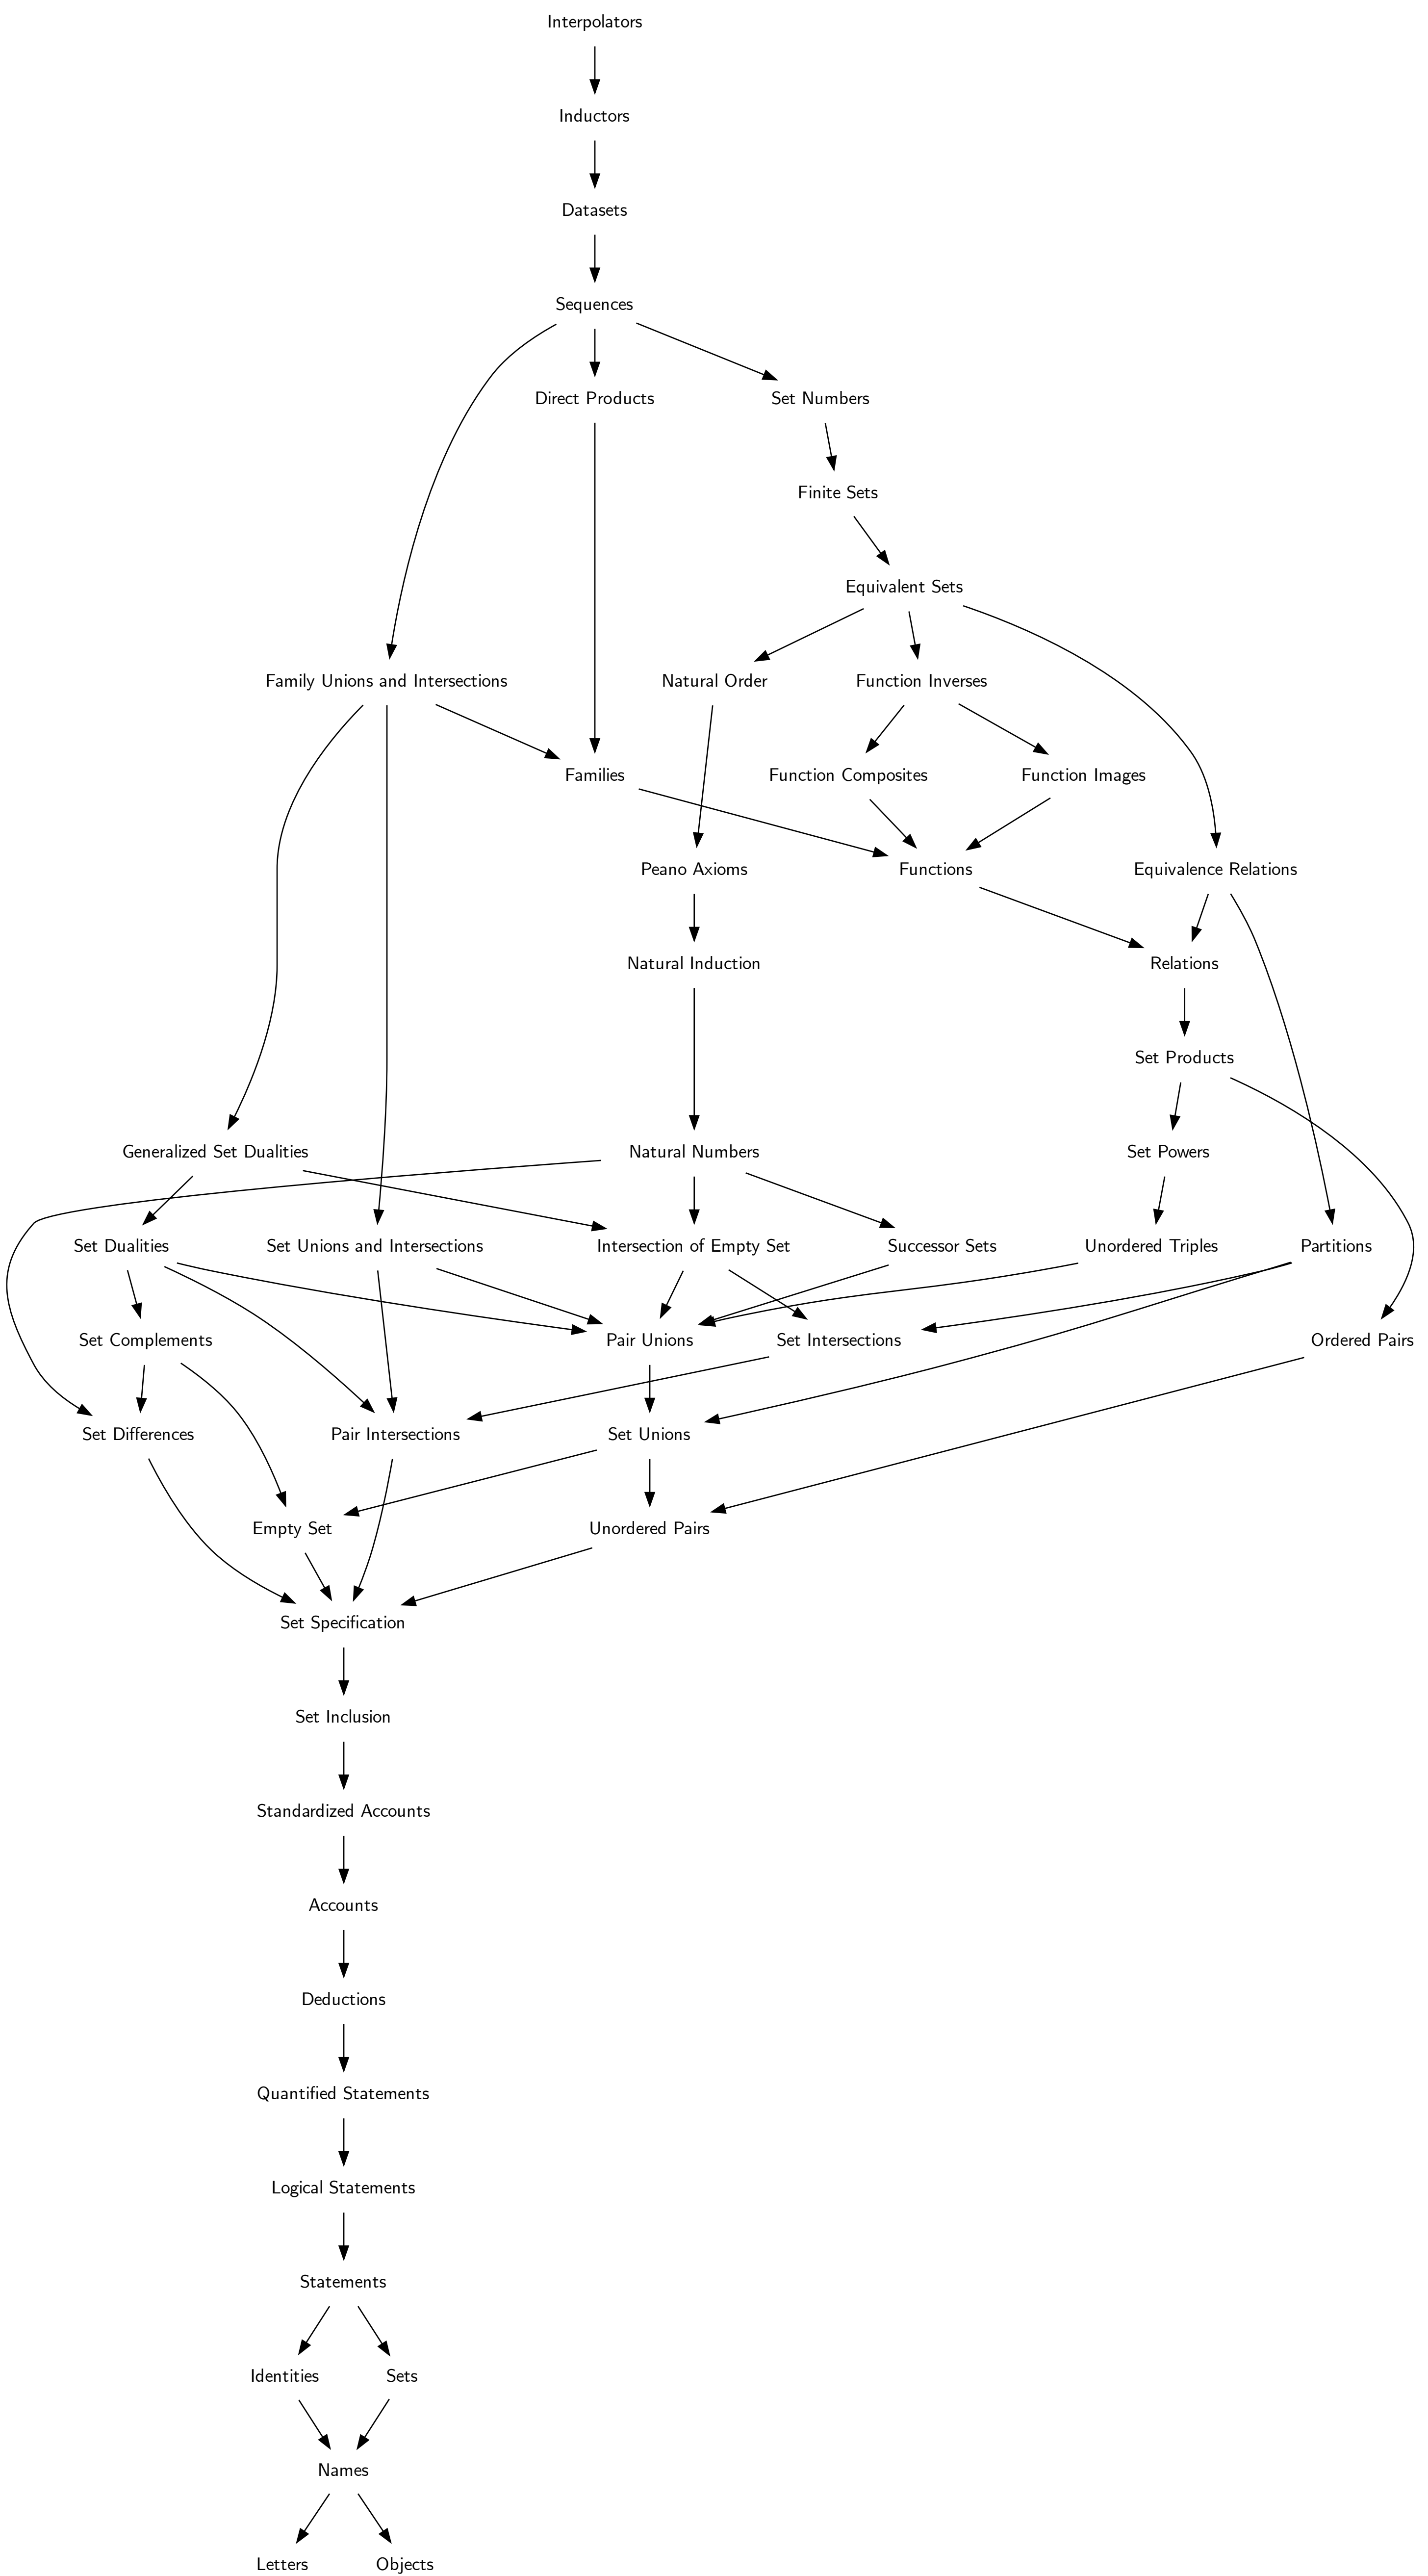 Interpolators
Inductors
Datasets
Sequences
Direct Products
Set Numbers
Finite Sets
Equivalent Sets
Family Unions and Intersections
Natural Order
Function Inverses
Families
Function Composites
Function Images
Peano Axioms
Functions
Equivalence Relations
Natural Induction
Relations
Set Products
Generalized Set Dualities
Natural Numbers
Set Powers
Set Dualities
Set Unions and Intersections
Intersection of Empty Set
Successor Sets
Unordered Triples
Partitions
Set Complements
Pair Unions
Set Intersections
Ordered Pairs
Set Differences
Pair Intersections
Set Unions
Empty Set
Unordered Pairs
Set Specification
Set Inclusion
Standardized Accounts
Accounts
Deductions
Quantified Statements
Logical Statements
Statements
Identities
Sets
Names
Letters
Objects